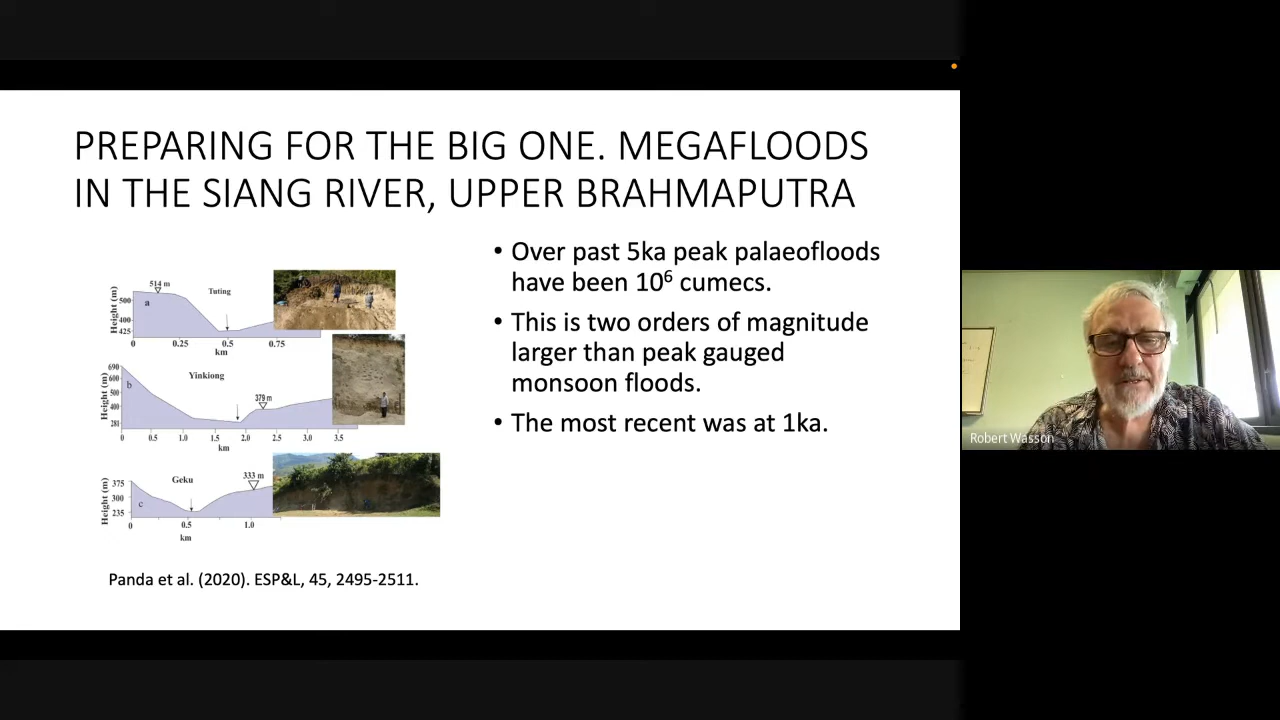 PREPARING FOR THE BIG ONE. MEGAFLOODS
IN THE SIANG RIVER, UPPER BRAHMAPUTRA
• Over past 5ka peak palaeofloods
have been 10⁶ cumecs.
• This is two orders of magnitude
larger than peak gauged
monsoon floods.
• The most recent was at 1ka.
514 m
Tuting
a
Height (m)
500
400
425
0 0.25 0.5 0.75
km
Yinkiong
b
Height (m)
690
600
500
400
281
379 m
0 0.5 1.0 1.5 2.0 2.5 3.0 3.5
km
Geku
333 m
c
Height (m)
375
300
235
0 0.5 1.0
km
Panda et al. (2020). ESP&L, 45, 2495-2511.
Robert Wasson